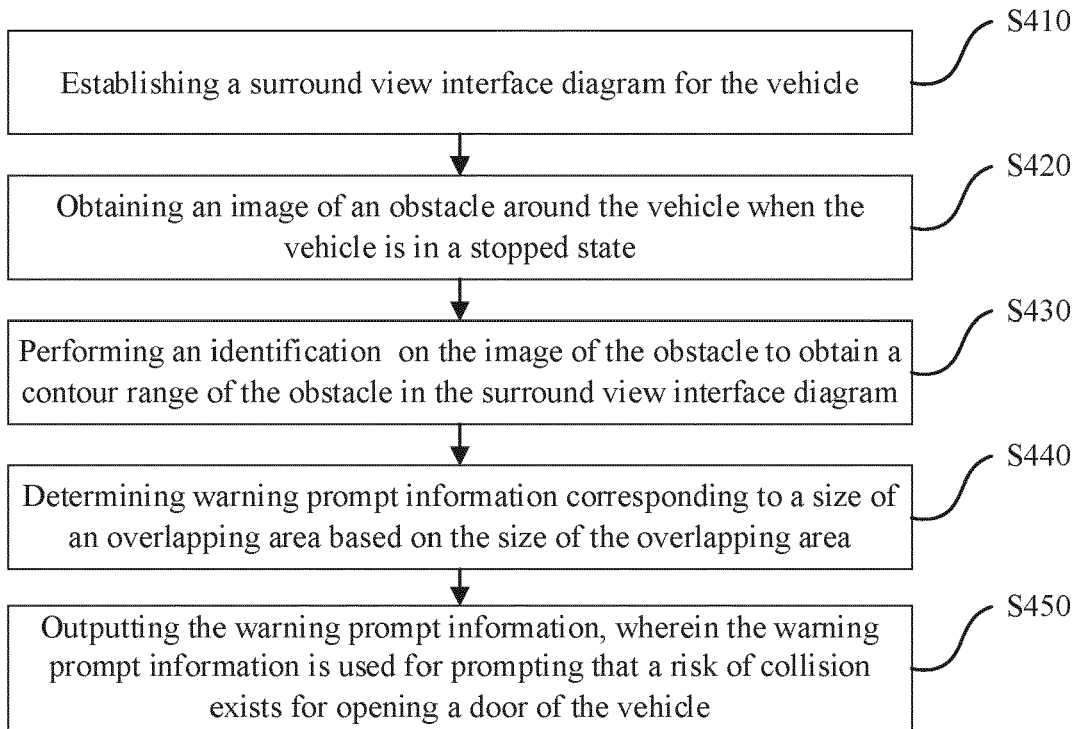 S410
Establishing a surround view interface diagram for the vehicle
S420
Obtaining an image of an obstacle around the vehicle when the
vehicle is in a stopped state
S430
Performing an identification on the image of the obstacle to obtain a
contour range of the obstacle in the surround view interface diagram
S440
Determining warning prompt information corresponding to a size of
an overlapping area based on the size of the overlapping area
S450
Outputting the warning prompt information, wherein the warning
prompt information is used for prompting that a risk of collision
exists for opening a door of the vehicle